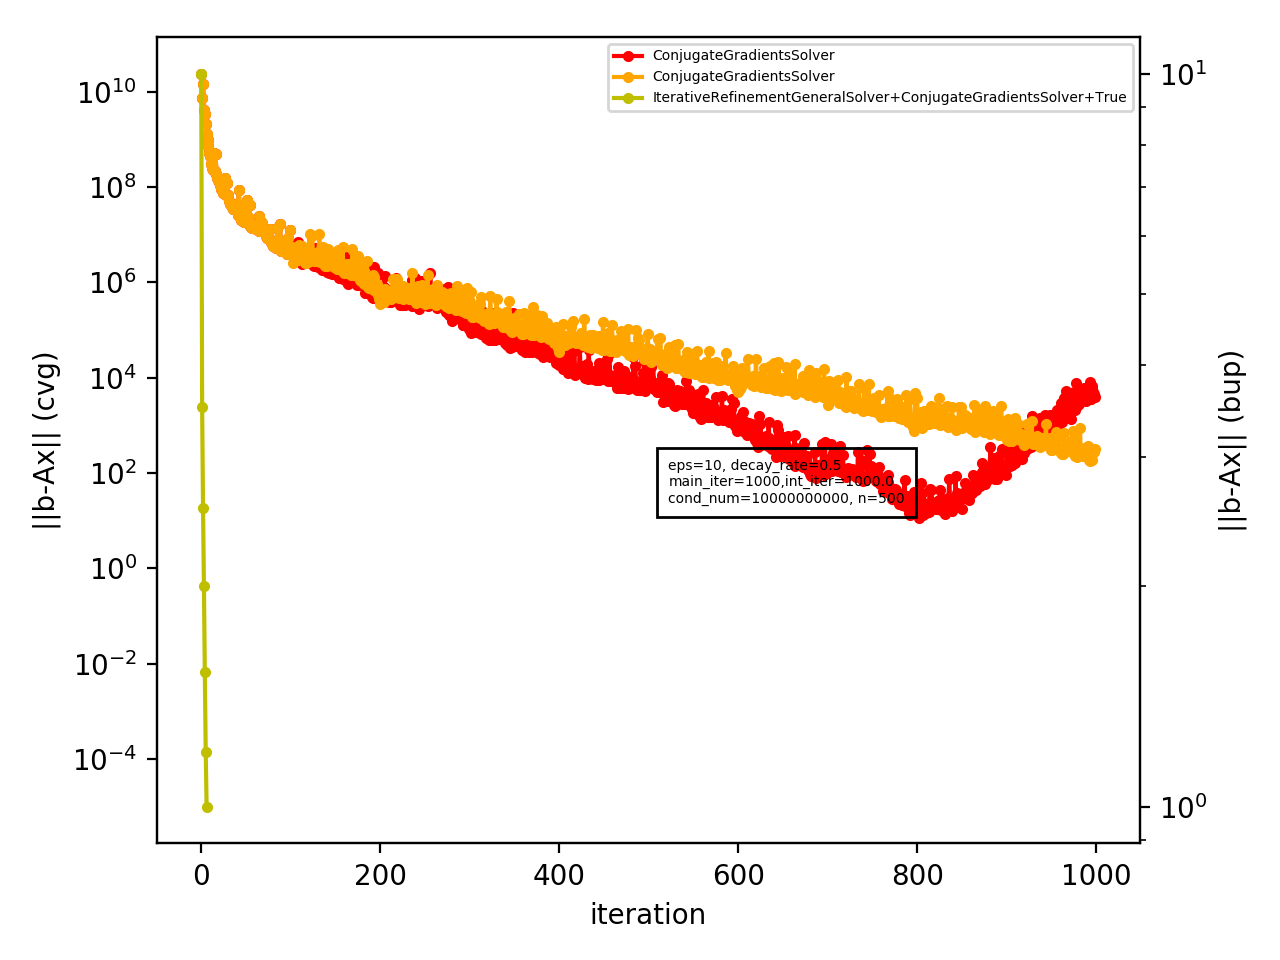 ConjugateGradientsSolver
ConjugateGradientsSolver
IterativeRefinementGeneralSolver+ConjugateGradientsSolver+True
10^10
10^8
10^6
10^4
10^2
10^0
10^-2
10^-4
||b-Ax|| (cvg)
eps=10, decay_rate=0.5
main_iter=1000,int_iter=1000.0
cond_num=10000000000, n=500
10^1
10^0
||b-Ax|| (bup)
0 200 400 600 800 1000
iteration